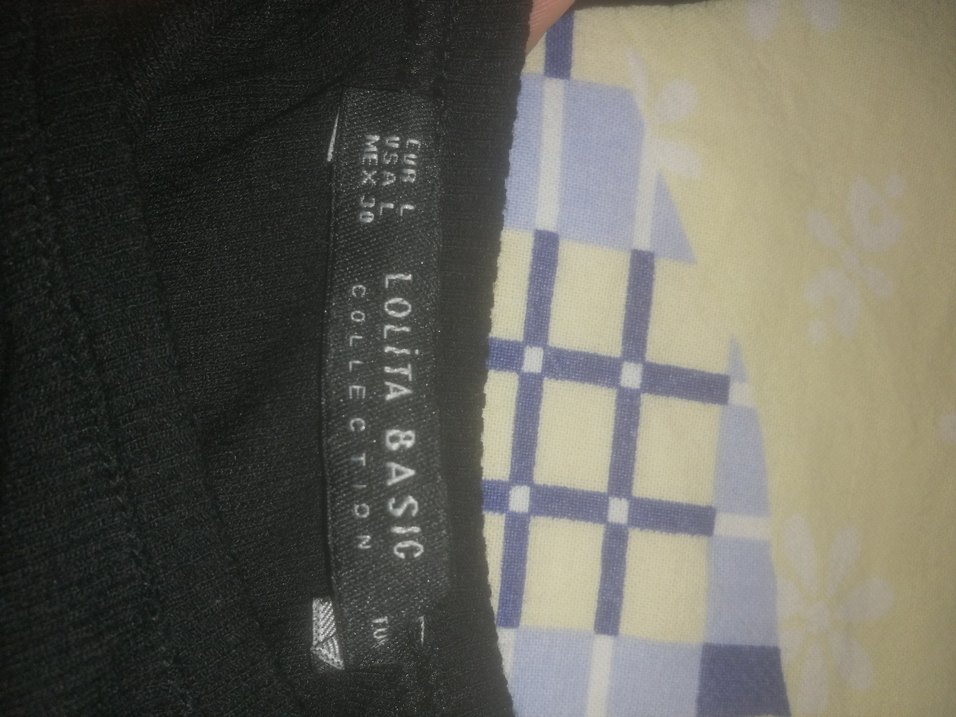 EUR L
USA L
MEX 30
LOLiTA BASIC
COLLECTION